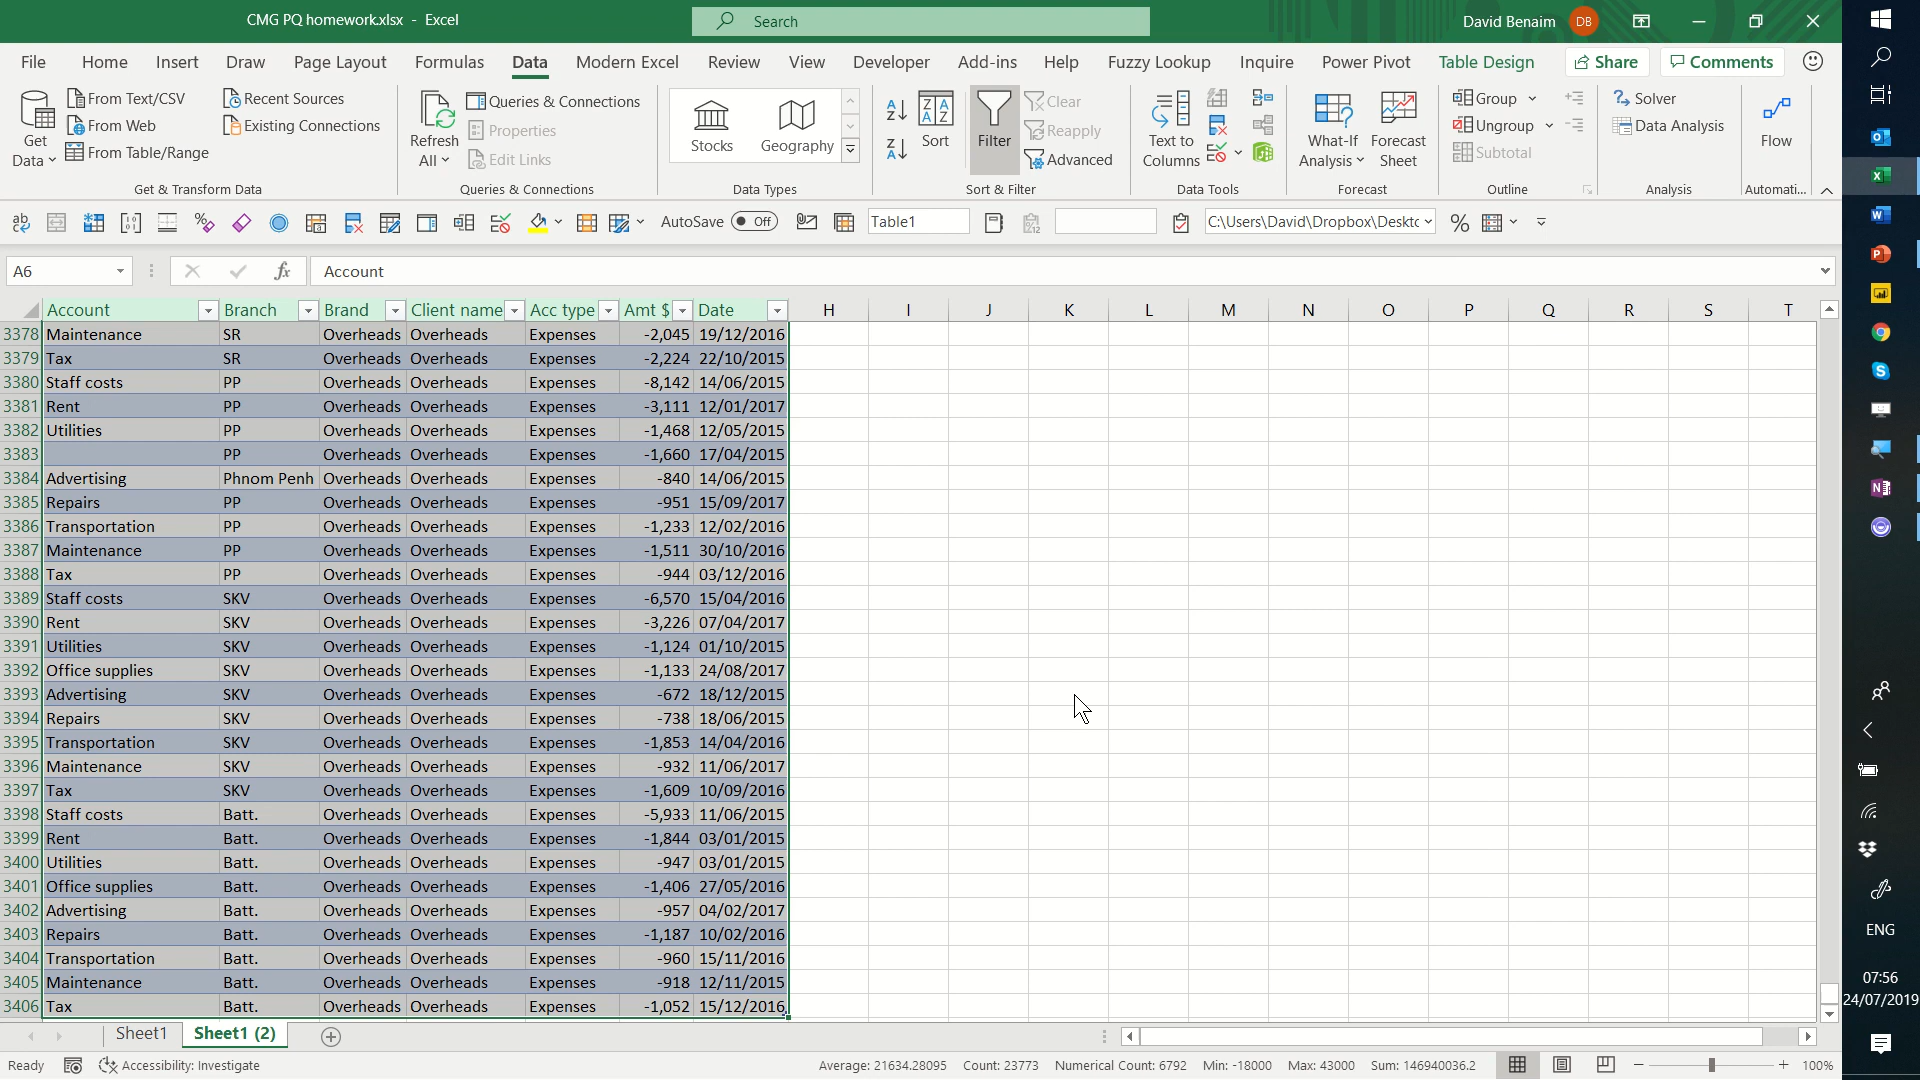 CMG PQ homework.xlsx - Excel
Search
David Benaim DB
File Home Insert Draw Page Layout Formulas Data Modern Excel Review View Developer Add-ins Help Fuzzy Lookup Inquire Power Pivot Table Design Share Comments
Get Data
From Text/CSV
From Web
From Table/Range
Recent Sources
Existing Connections
Get & Transform Data
Refresh All
Queries & Connections
Properties
Edit Links
Queries & Connections
Stocks
Geography
Data Types
Sort
Filter
Clear
Reapply
Advanced
Sort & Filter
Text to Columns
Data Tools
What-If Analysis
Forecast Sheet
Forecast
Group
Ungroup
Subtotal
Outline
Solver
Data Analysis
Analysis
Flow
Automati...
AutoSave Off
Table1
C:\Users\David\Dropbox\Desktc
A6
fx
Account
Account Branch Brand Client name Acc type Amt $ Date H I J K L M N O P Q R S T
3378 Maintenance SR Overheads Overheads Expenses -2,045 19/12/2016
3379 Tax SR Overheads Overheads Expenses -2,224 22/10/2015
3380 Staff costs PP Overheads Overheads Expenses -8,142 14/06/2015
3381 Rent PP Overheads Overheads Expenses -3,111 12/01/2017
3382 Utilities PP Overheads Overheads Expenses -1,468 12/05/2015
3383 PP Overheads Overheads Expenses -1,660 17/04/2015
3384 Advertising Phnom Penh Overheads Overheads Expenses -840 14/06/2015
3385 Repairs PP Overheads Overheads Expenses -951 15/09/2017
3386 Transportation PP Overheads Overheads Expenses -1,233 12/02/2016
3387 Maintenance PP Overheads Overheads Expenses -1,511 30/10/2016
3388 Tax PP Overheads Overheads Expenses -944 03/12/2016
3389 Staff costs SKV Overheads Overheads Expenses -6,570 15/04/2016
3390 Rent SKV Overheads Overheads Expenses -3,226 07/04/2017
3391 Utilities SKV Overheads Overheads Expenses -1,124 01/10/2015
3392 Office supplies SKV Overheads Overheads Expenses -1,133 24/08/2017
3393 Advertising SKV Overheads Overheads Expenses -672 18/12/2015
3394 Repairs SKV Overheads Overheads Expenses -738 18/06/2015
3395 Transportation SKV Overheads Overheads Expenses -1,853 14/04/2016
3396 Maintenance SKV Overheads Overheads Expenses -932 11/06/2017
3397 Tax SKV Overheads Overheads Expenses -1,609 10/09/2016
3398 Staff costs Batt. Overheads Overheads Expenses -5,933 11/06/2015
3399 Rent Batt. Overheads Overheads Expenses -1,844 03/01/2015
3400 Utilities Batt. Overheads Overheads Expenses -947 03/01/2015
3401 Office supplies Batt. Overheads Overheads Expenses -1,406 27/05/2016
3402 Advertising Batt. Overheads Overheads Expenses -957 04/02/2017
3403 Repairs Batt. Overheads Overheads Expenses -1,187 10/02/2016
3404 Transportation Batt. Overheads Overheads Expenses -960 15/11/2016
3405 Maintenance Batt. Overheads Overheads Expenses -918 12/11/2015
3406 Tax Batt. Overheads Overheads Expenses -1,052 15/12/2016
Sheet1 Sheet1 (2)
Ready Accessibility: Investigate Average: 21634.28095 Count: 23773 Numerical Count: 6792 Min: -18000 Max: 43000 Sum: 146940036.2 100%
ENG
07:56
24/07/2019